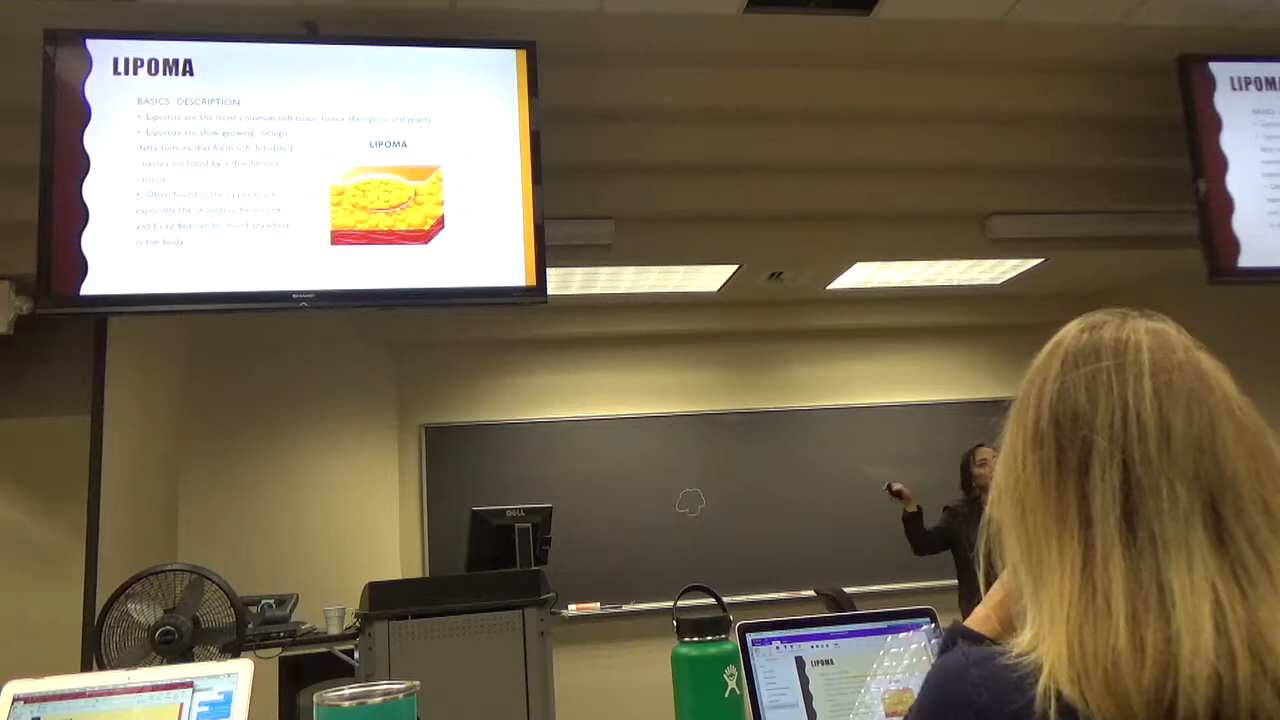 LIPOMA
BASICS DESCRIPTION
• Lipomas are the most common soft tissue tumor (benign or malignant)
• Lipomas are slow-growing, benign
fatty tumors that form soft, lobulated
masses enclosed by a thin fibrous
capsule.
• Often found in the upper
especially the shoulders, back, neck
and head, but can be found anywhere
in the body.
LIPOMA
SHARP
LIPOMA
DELL
LIPOMA